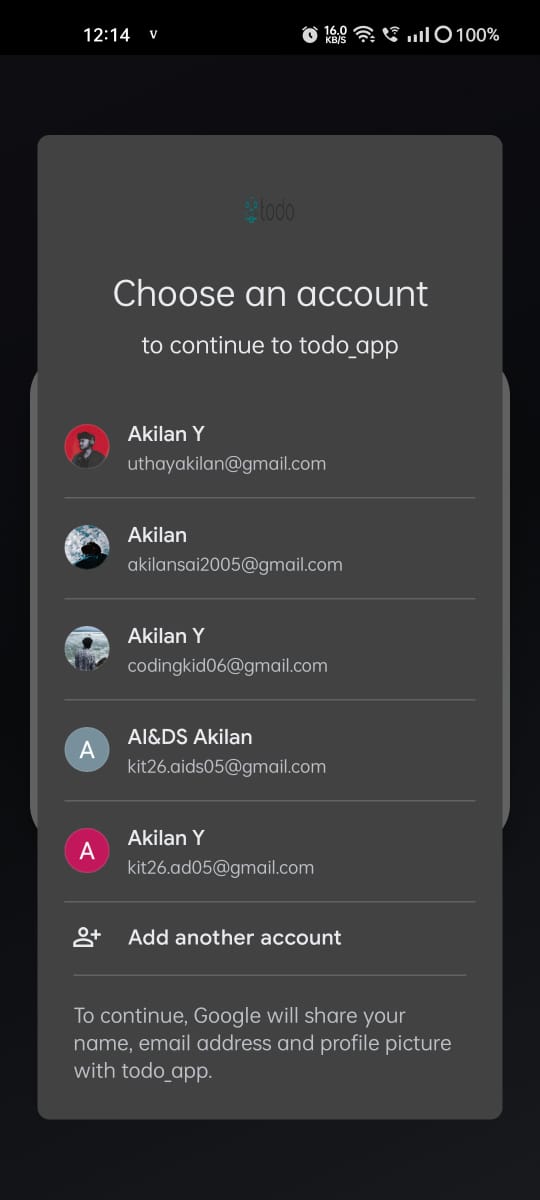 12:14 V 16.0 KB/S 100%
todo
Choose an account
to continue to todo_app
Akilan Y
uthayakilan@gmail.com
Akilan
akilansai2005@gmail.com
Akilan Y
codingkid06@gmail.com
A
AI&DS Akilan
kit26.aids05@gmail.com
A
Akilan Y
kit26.ad05@gmail.com
Add another account
To continue, Google will share your
name, email address and profile picture
with todo_app.